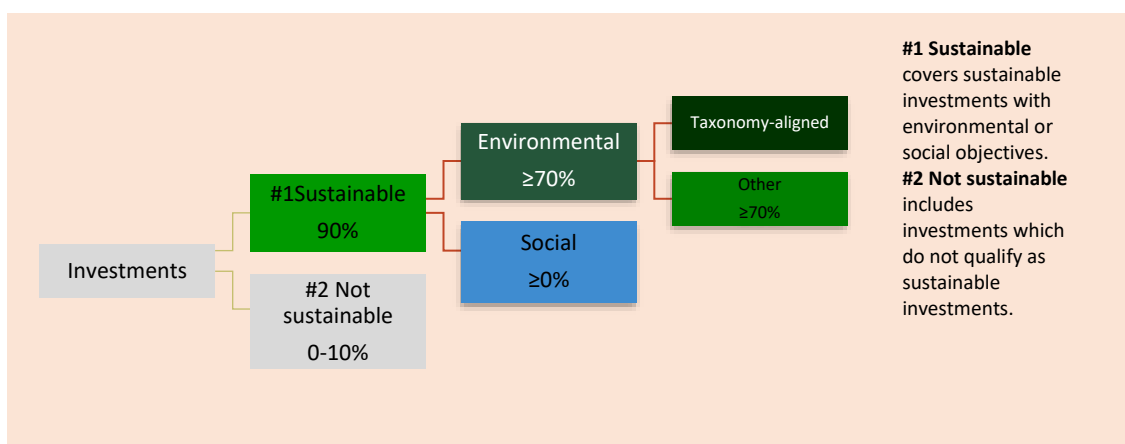 Investments
#1Sustainable
90%
#2 Not
sustainable
0-10%
Environmental
≥70%
Social
≥0%
Taxonomy-aligned
Other
≥70%
#1 Sustainable
covers sustainable
investments with
environmental or
social objectives.
#2 Not sustainable
includes
investments which
do not qualify as
sustainable
investments.